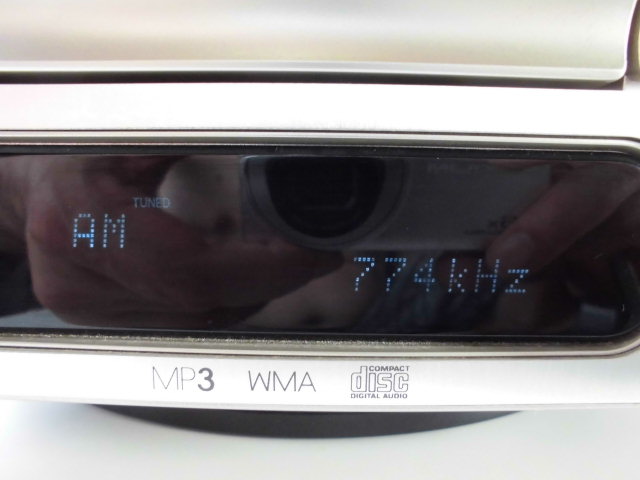 TUNED
AM
774kHz
MP3 WMA COMPACT
disc
DIGITAL AUDIO